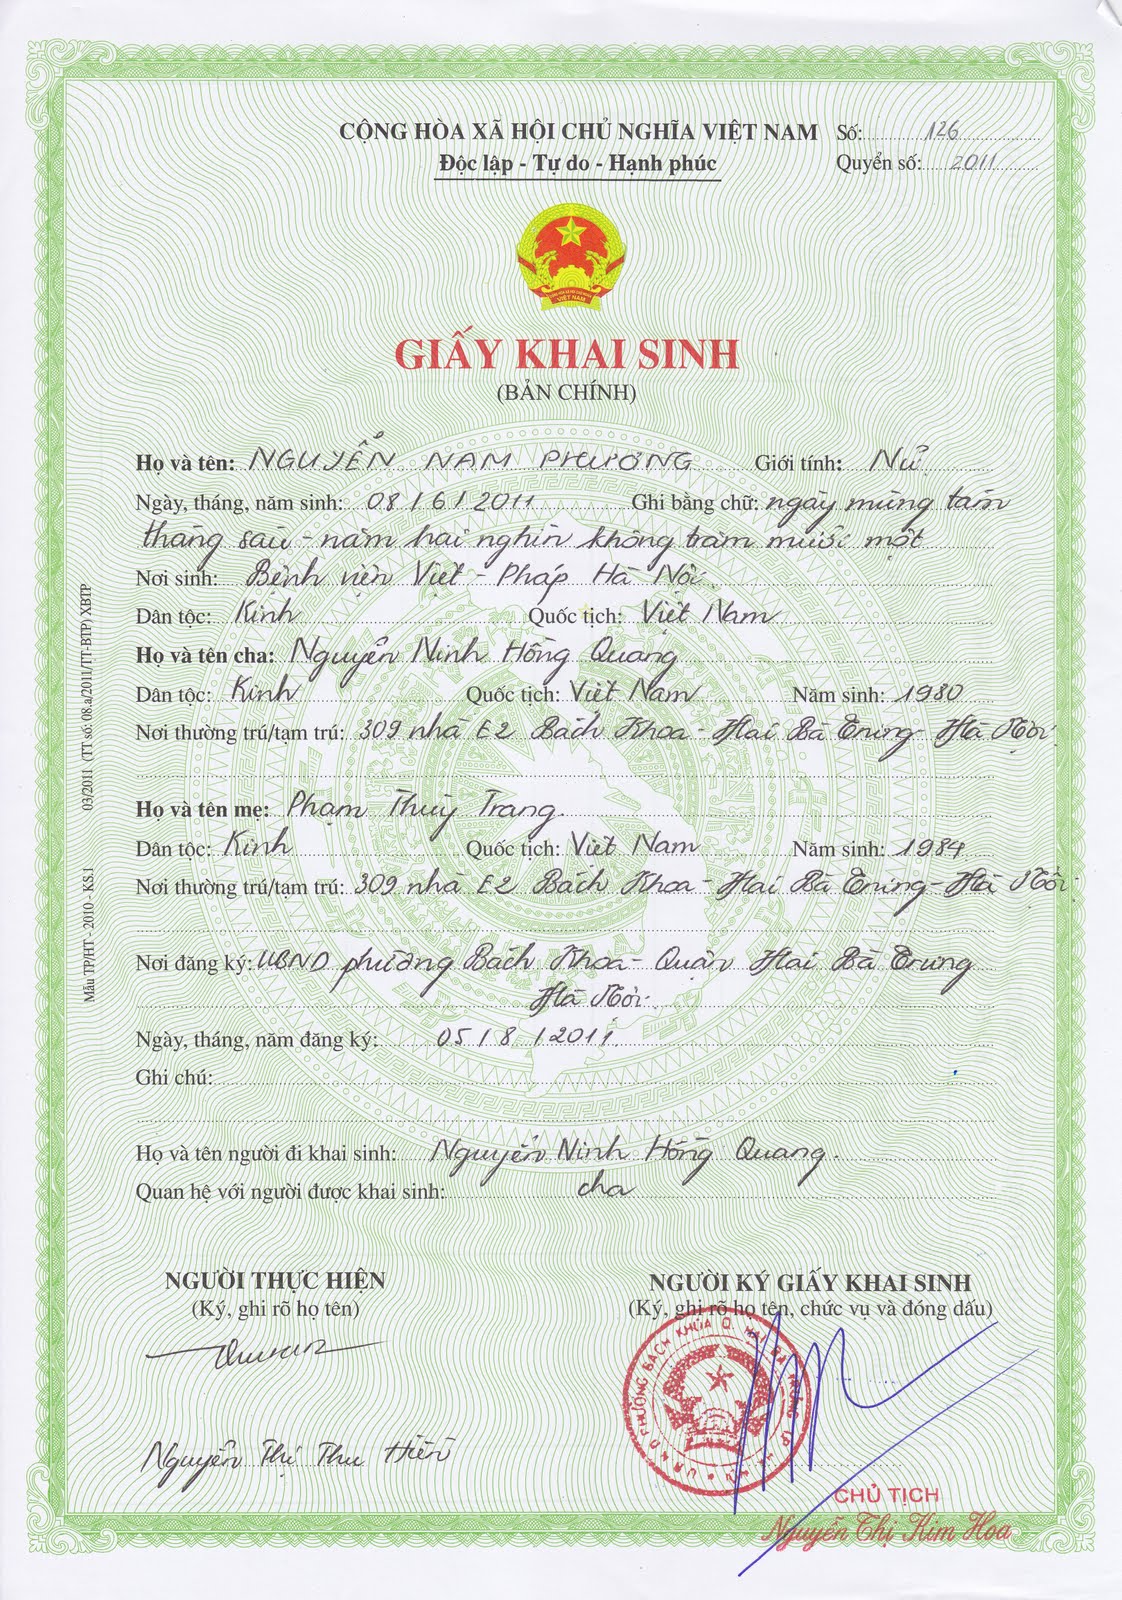 CỘNG HÒA XÃ HỘI CHỦ NGHĨA VIỆT NAM Số: 126
Độc lập - Tự do - Hạnh phúc Quyển số: 2011
VIỆT NAM
GIẤY KHAI SINH
(BẢN CHÍNH)
Họ và tên: NGUYỄN NAM PHƯƠNG Giới tính: Nữ
Ngày, tháng, năm sinh: 08/6/2011 Ghi bằng chữ: ngày mùng tám
tháng sáu - năm hai nghìn không trăm mười một
Nơi sinh: Bệnh viện Việt - Pháp Hà Nội
Dân tộc: Kinh Quốc tịch: Việt Nam
Họ và tên cha: Nguyễn Ninh Hồng Quang
Dân tộc: Kinh Quốc tịch: Việt Nam Năm sinh: 1980
Nơi thường trú/tạm trú: 309 nhà E2 Bách Khoa - Hai Bà Trưng - Hà Nội
Họ và tên mẹ: Phạm Thuỳ Trang
Dân tộc: Kinh Quốc tịch: Việt Nam Năm sinh: 1984
Nơi thường trú/tạm trú: 309 nhà E2 Bách Khoa - Hai Bà Trưng - Hà Nội
Nơi đăng ký: UBND phường Bách Khoa - Quận Hai Bà Trưng
Hà Nội
Ngày, tháng, năm đăng ký: 05/8/2011
Ghi chú:
Họ và tên người đi khai sinh: Nguyễn Ninh Hồng Quang
Quan hệ với người được khai sinh: cha
NGƯỜI THỰC HIỆN NGƯỜI KÝ GIẤY KHAI SINH
(Ký, ghi rõ họ tên) (Ký, ghi rõ họ tên, chức vụ và đóng dấu)
Nguyễn Thị Thu Hiền
CHỦ TỊCH
Nguyễn Thị Kim Hoa
Mẫu TP/HT - 2010 - KS.1 03/2011 (TT số: 08.a/2011/TT-BTP) XBTP